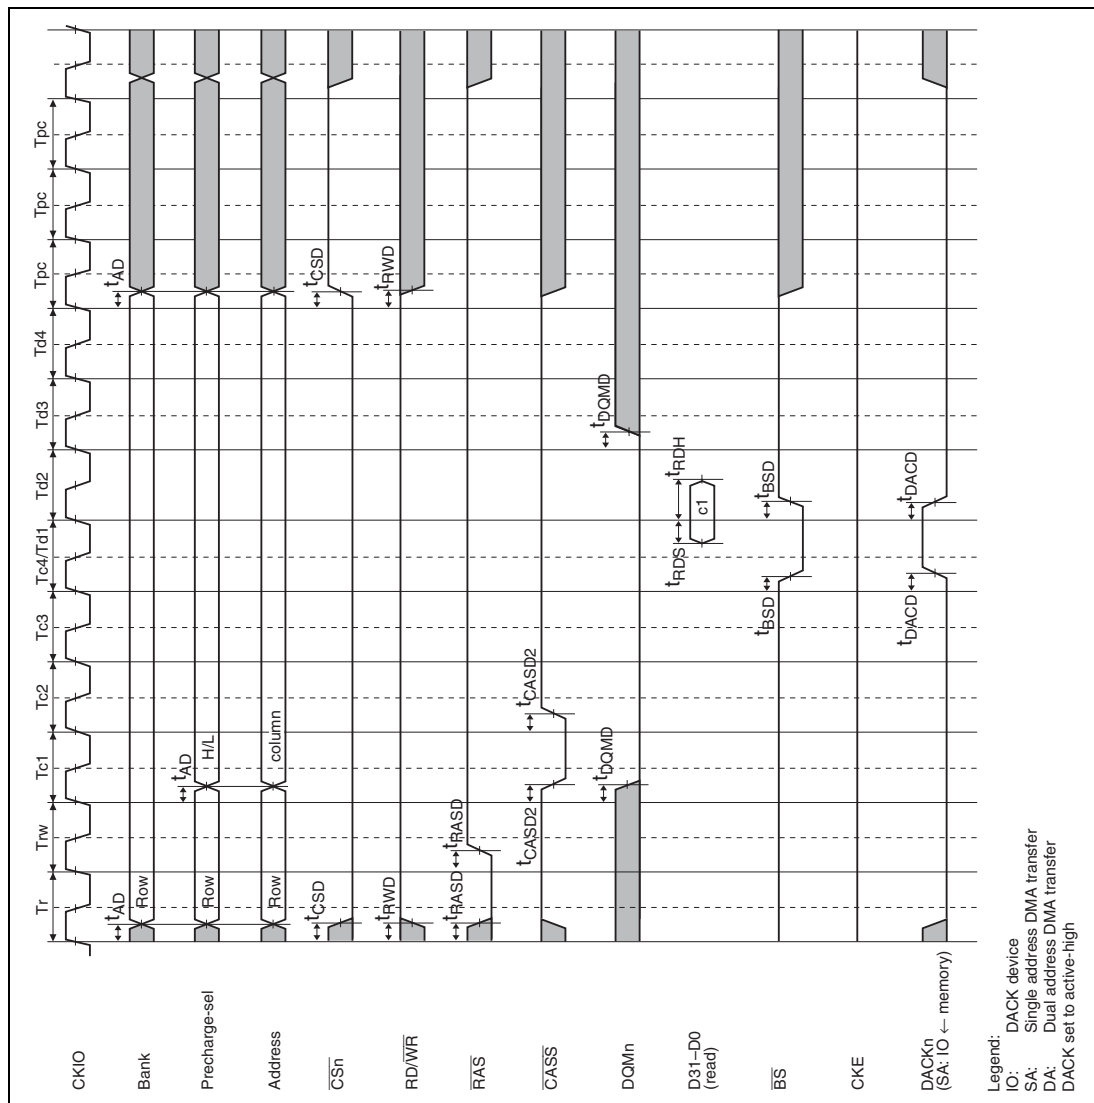 Tr Trw Tc1 Tc2 Tc3 Tc4/Td1 Td2 Td3 Td4 Tpc Tpc Tpc
CKIO
tAD tAD
Bank Row
tAD
Precharge-sel Row H/L
Address Row column
tCSD tCSD
CSn
tRWD tRWD
RD/WR
tRASD tRASD
RAS
tCASD2 tCASD2
CASS
tDQMD tDQMD
DQMn
tRDS tRDH
D31–D0
(read)
c1
tBSD tBSD
BS
CKE
tDACD tDACD
DACKn
(SA: IO ← memory)
Legend:
IO: DACK device
SA: Single address DMA transfer
DA: Dual address DMA transfer
DACK set to active-high